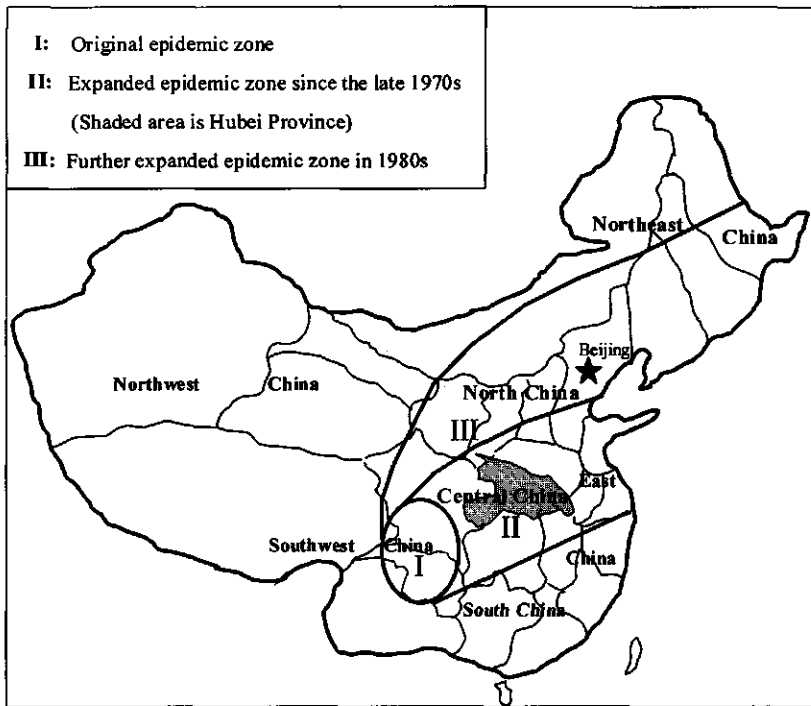 I: Original epidemic zone
II: Expanded epidemic zone since the late 1970s
(Shaded area is Hubei Province)
III: Further expanded epidemic zone in 1980s
Northeast
China
Beijing
Northwest China
North China
III
Central China
East
II
Southwest China
I
China
South China